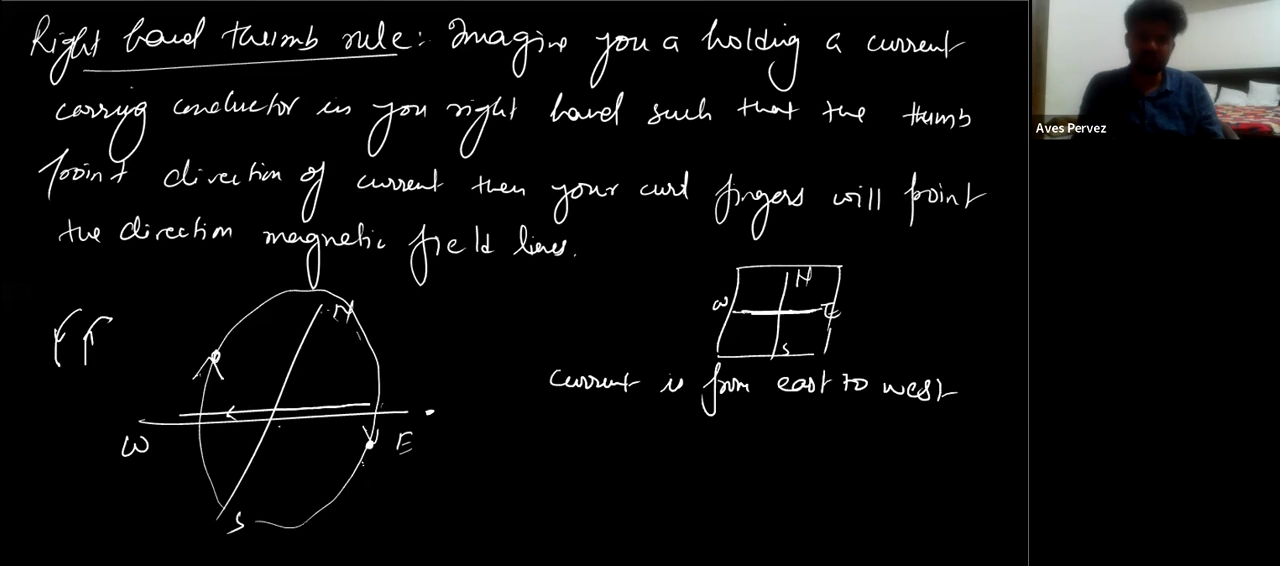 Right hand thumb rule: Imagine you a holding a current
carrying conductor in you right hand such that the thumb
point direction of current then your curl fingers will point
the direction magnetic field lines.
N
W E
S
N
W E
S
current is from east to west
Aves Pervez